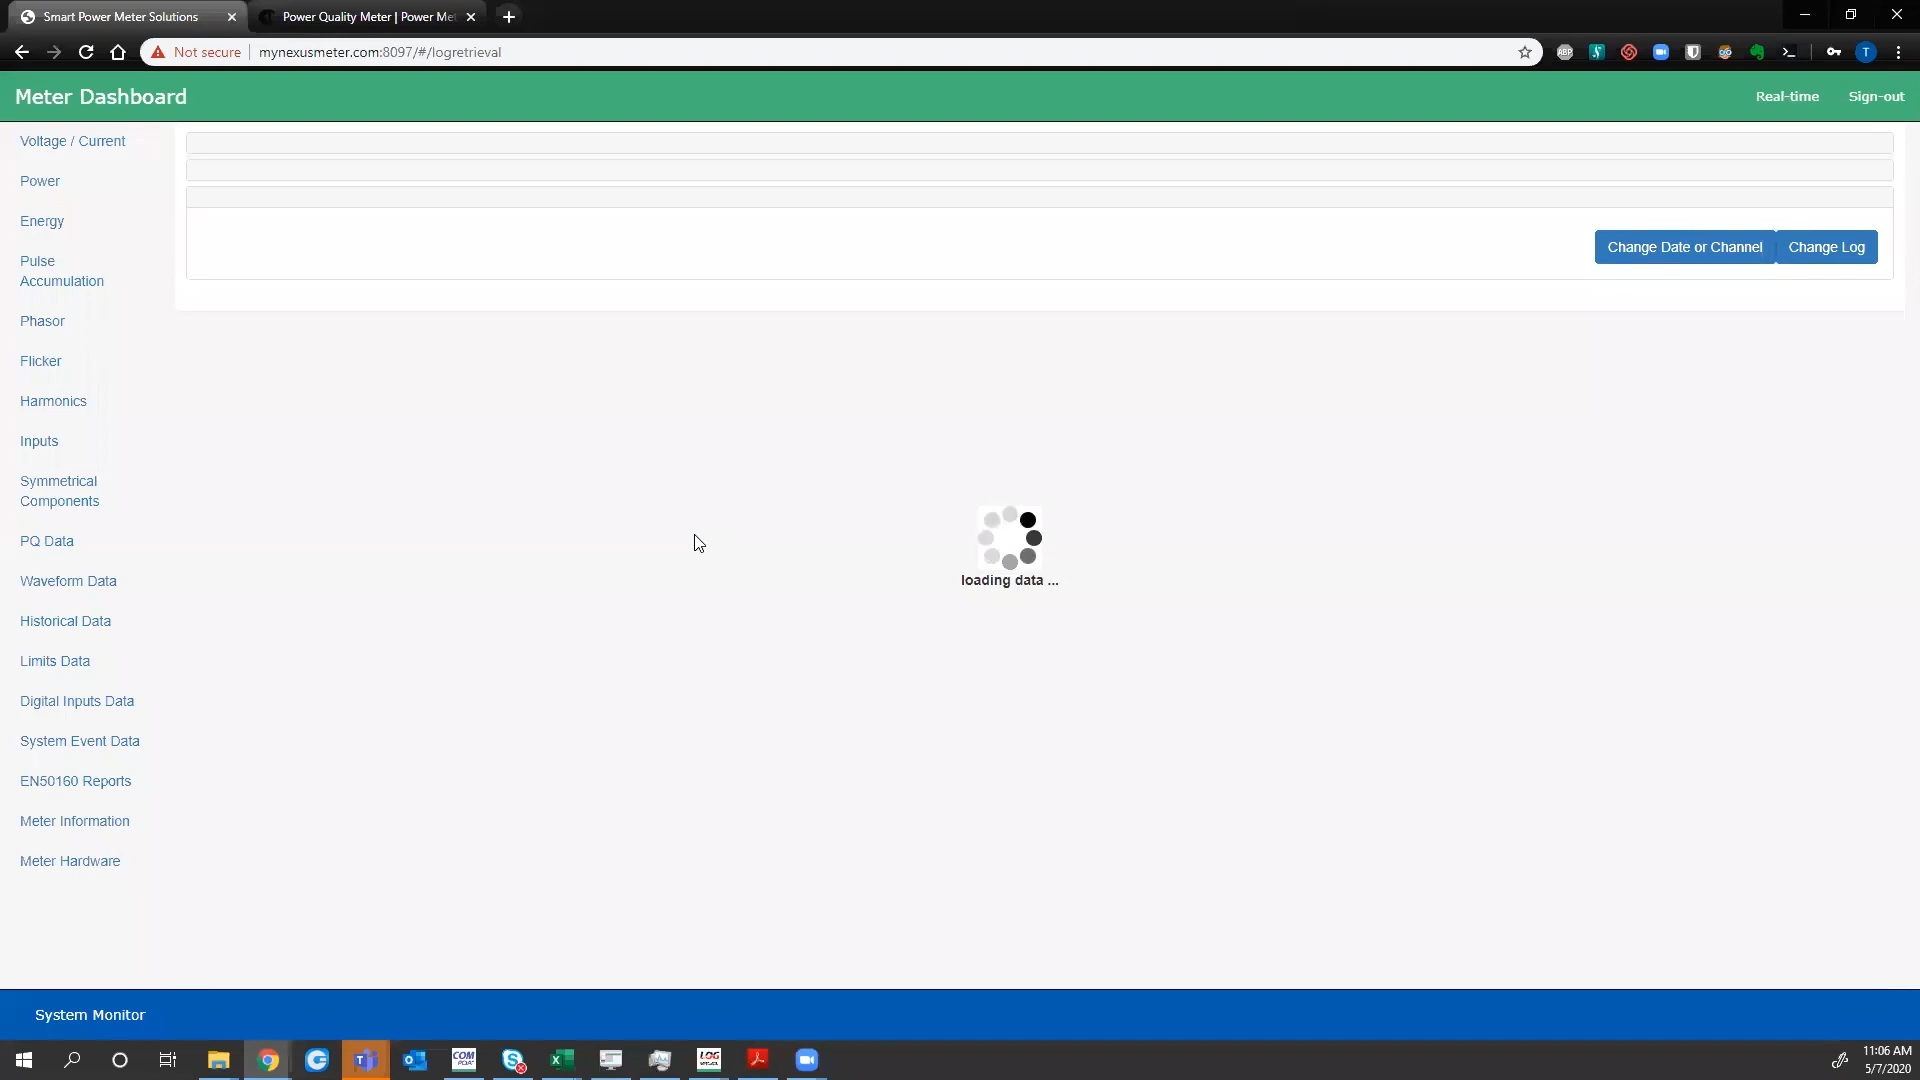 Smart Power Meter Solutions
Power Quality Meter | Power Me
Not secure
mynexusmeter.com:8097/#/logretrieval
ABP
T
Meter Dashboard
Real-time
Sign-out
Voltage / Current
Power
Energy
Pulse
Accumulation
Phasor
Flicker
Harmonics
Inputs
Symmetrical
Components
PQ Data
Waveform Data
Historical Data
Limits Data
Digital Inputs Data
System Event Data
EN50160 Reports
Meter Information
Meter Hardware
Change Date or Channel
Change Log
loading data ...
System Monitor
COM
LOG
11:06 AM
5/7/2020